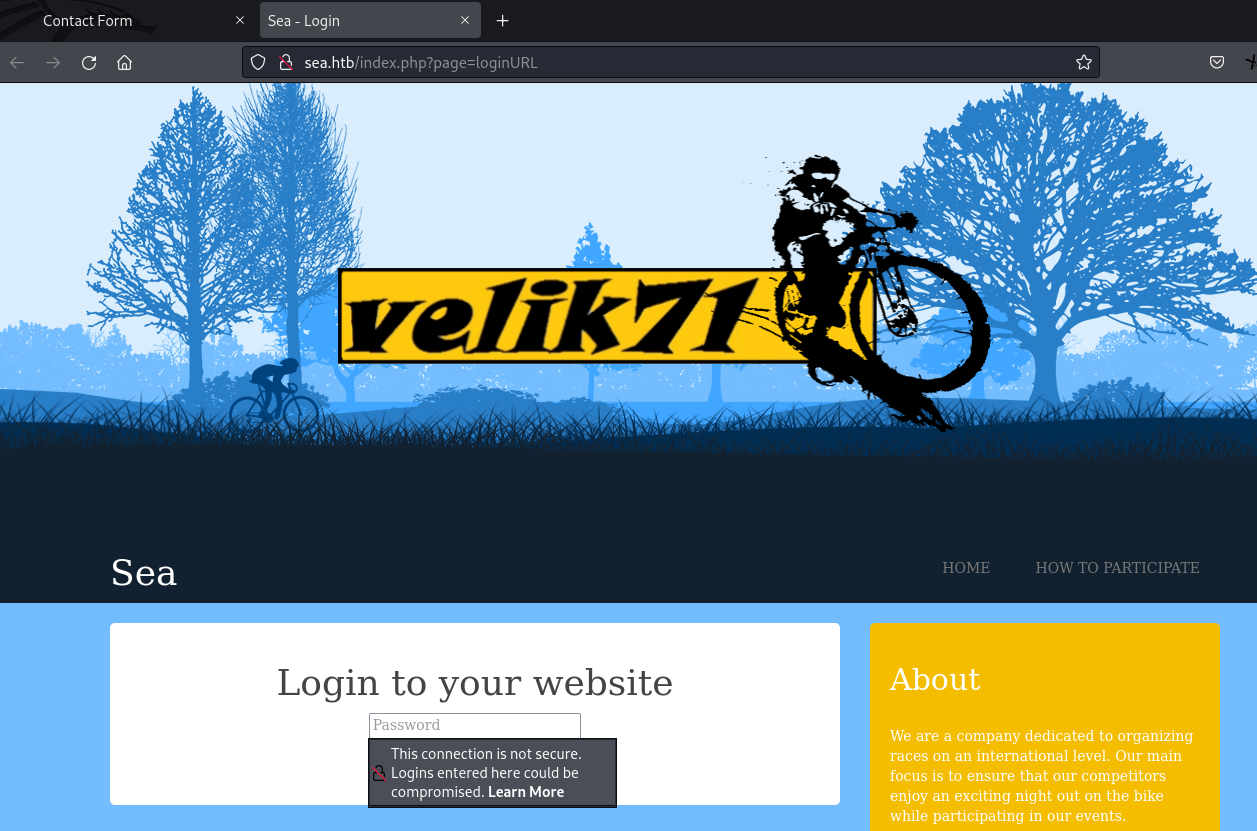 Contact Form
Sea - Login
sea.htb/index.php?page=loginURL
velik71
Sea
HOME
HOW TO PARTICIPATE
Login to your website
Password
This connection is not secure.
Logins entered here could be
compromised. Learn More
About
We are a company dedicated to organizing
races on an international level. Our main
focus is to ensure that our competitors
enjoy an exciting night out on the bike
while participating in our events.